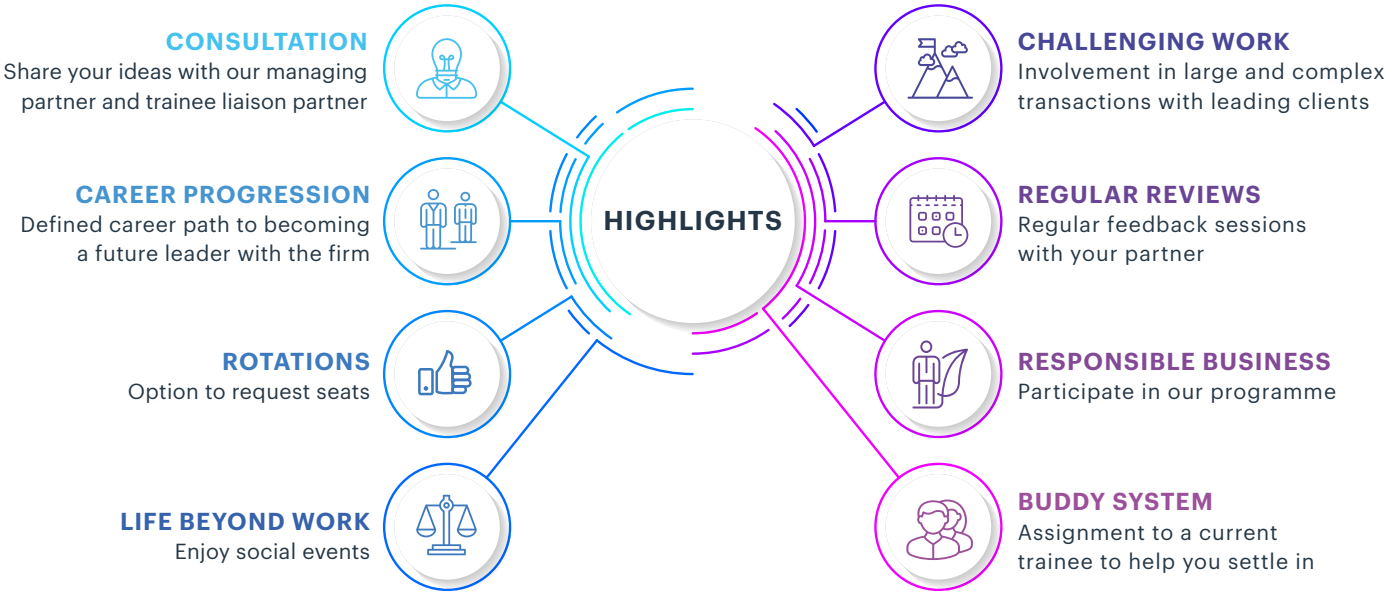 CONSULTATION
Share your ideas with our managing
partner and trainee liaison partner
CAREER PROGRESSION
Defined career path to becoming
a future leader with the firm
ROTATIONS
Option to request seats
LIFE BEYOND WORK
Enjoy social events
HIGHLIGHTS
CHALLENGING WORK
Involvement in large and complex
transactions with leading clients
REGULAR REVIEWS
Regular feedback sessions
with your partner
RESPONSIBLE BUSINESS
Participate in our programme
BUDDY SYSTEM
Assignment to a current
trainee to help you settle in